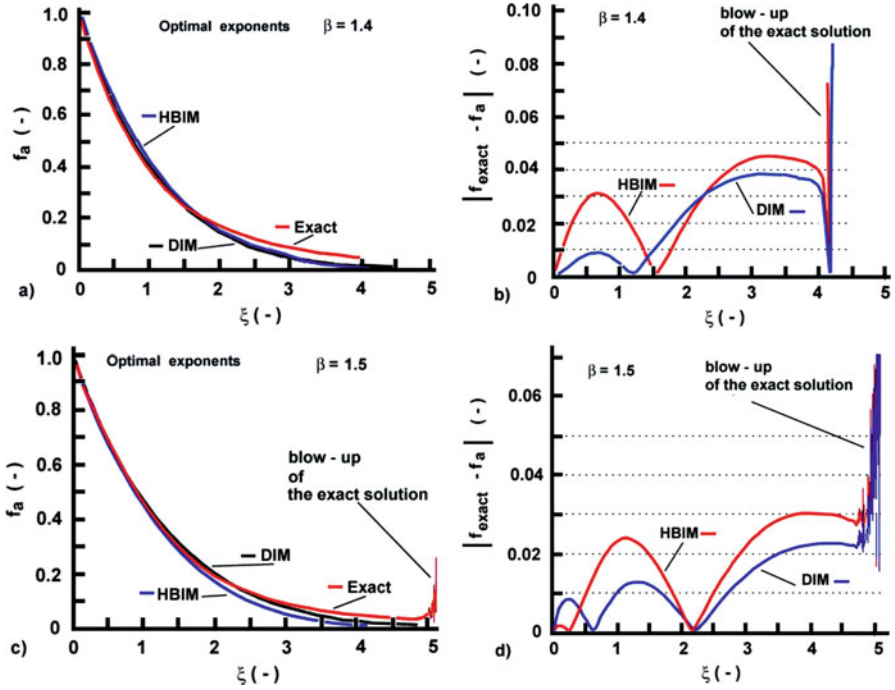 Optimal exponents β = 1.4
1.0
0.8
0.6
0.4
0.2
0
f_a (-)
HBIM
DIM
Exact
0 1 2 3 4 5
ξ (-)
a)
β = 1.4
blow - up
of the exact solution
0.10
0.08
0.06
0.04
0.02
0
|f_exact - f_a| (-)
HBIM
DIM
0 1 2 3 4 5
ξ (-)
b)
Optimal exponents β = 1.5
1.0
0.8
0.6
0.4
0.2
0
f_a (-)
blow - up
of
the exact solution
DIM
HBIM
Exact
0 1 2 3 4 5
ξ (-)
c)
β = 1.5
blow - up
of the exact solution
0.06
0.04
0.02
0
|f_exact - f_a| (-)
HBIM
DIM
0 1 2 3 4 5
ξ (-)
d)